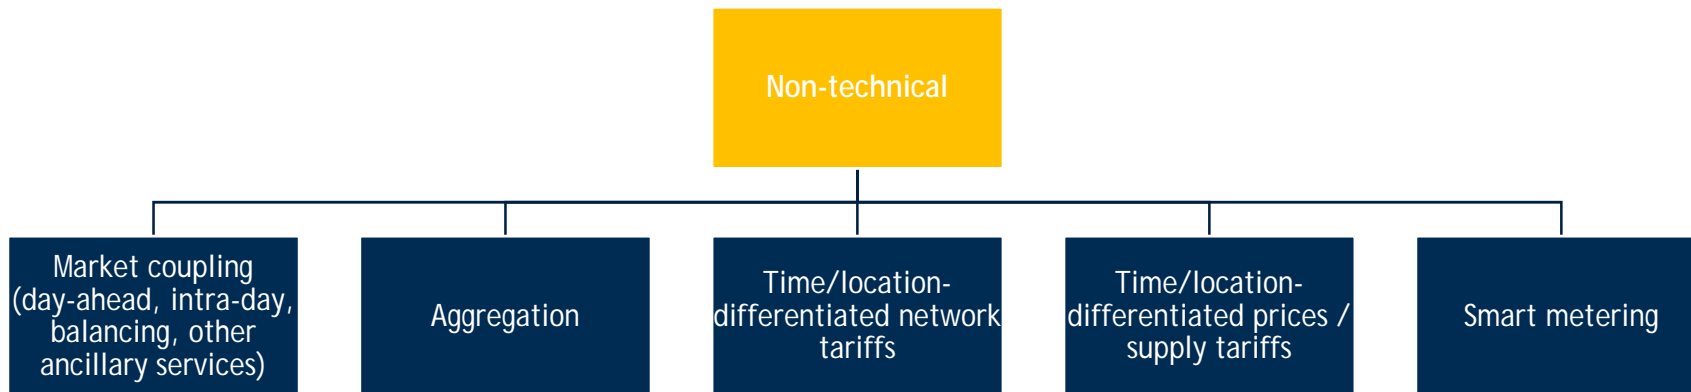 Non-technical
Market coupling
(day-ahead, intra-day,
balancing, other
ancillary services)
Aggregation
Time/location-
differentiated network
tariffs
Time/location-
differentiated prices /
supply tariffs
Smart metering